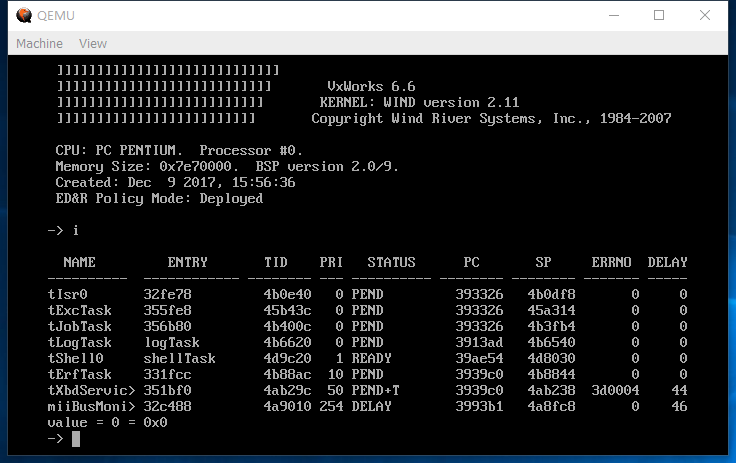 QEMU
Machine View
]]]]]]]]]]]]]]]]]]]]]]]]]]]]
]]]]]]]]]]]]]]]]]]]]]]]]]]] VxWorks 6.6
]]]]]]]]]]]]]]]]]]]]]]]]]] KERNEL: WIND version 2.11
]]]]]]]]]]]]]]]]]]]]]]]]] Copyright Wind River Systems, Inc., 1984-2007
CPU: PC PENTIUM. Processor #0.
Memory Size: 0x7e70000. BSP version 2.0/9.
Created: Dec 9 2017, 15:56:36
ED&R Policy Mode: Deployed
-> i
NAME ENTRY TID PRI STATUS PC SP ERRNO DELAY
---------- ------------ -------- --- ---------- -------- -------- ------- -----
tIsr0 32fe78 4b0e40 0 PEND 393326 4b0df8 0 0
tExcTask 355fe8 45b43c 0 PEND 393326 45a314 0 0
tJobTask 356b80 4b400c 0 PEND 393326 4b3fb4 0 0
tLogTask logTask 4b6620 0 PEND 3913ad 4b6540 0 0
tShell0 shellTask 4d9c20 1 READY 39ae54 4d8030 0 0
tErfTask 331fcc 4b88ac 10 PEND 3939c0 4b8844 0 0
tXbdServic> 351bf0 4ab29c 50 PEND+T 3939c0 4ab238 3d0004 44
miiBusMoni> 32c488 4a9010 254 DELAY 3993b1 4a8fc8 0 46
value = 0 = 0x0
->